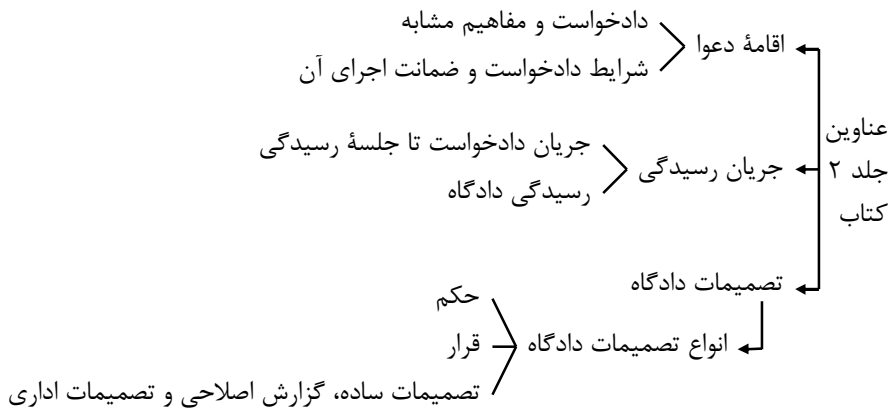 عناوین
جلد ۲
کتاب
اقامهٔ دعوا
دادخواست و مفاهیم مشابه
شرایط دادخواست و ضمانت اجرای آن
جریان رسیدگی
جریان دادخواست تا جلسهٔ رسیدگی
رسیدگی دادگاه
تصمیمات دادگاه
انواع تصمیمات دادگاه
حکم
قرار
تصمیمات ساده، گزارش اصلاحی و تصمیمات اداری